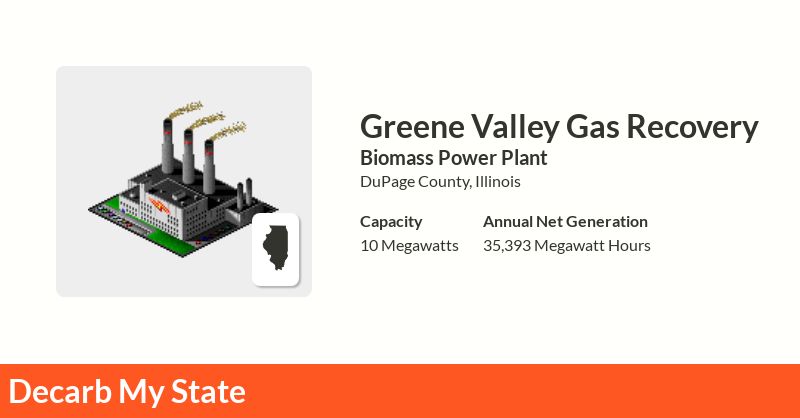 Greene Valley Gas Recovery
Biomass Power Plant
DuPage County, Illinois
Capacity
10 Megawatts
Annual Net Generation
35,393 Megawatt Hours
Decarb My State